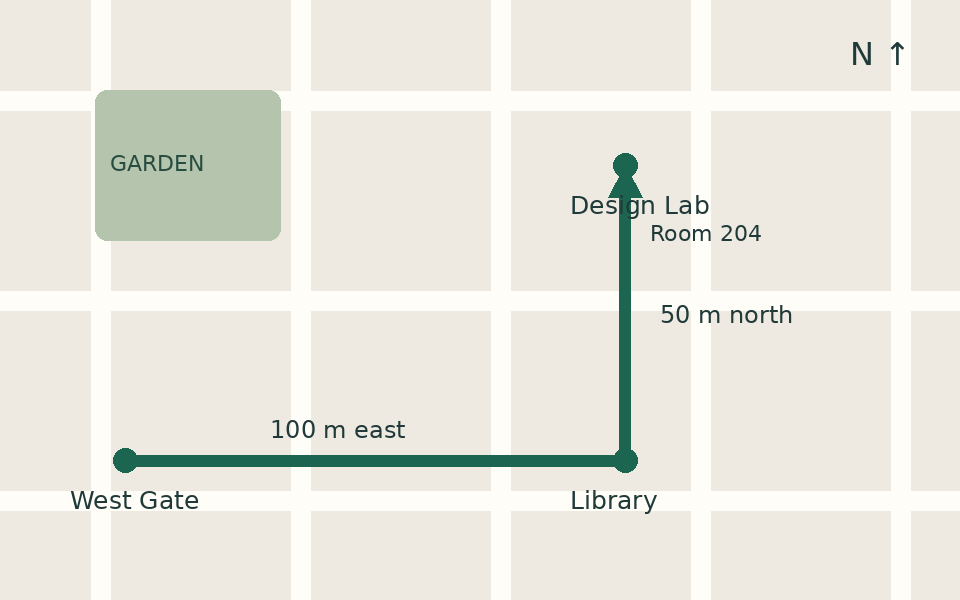 N ↑
GARDEN
Design Lab
Room 204
50 m north
100 m east
West Gate
Library